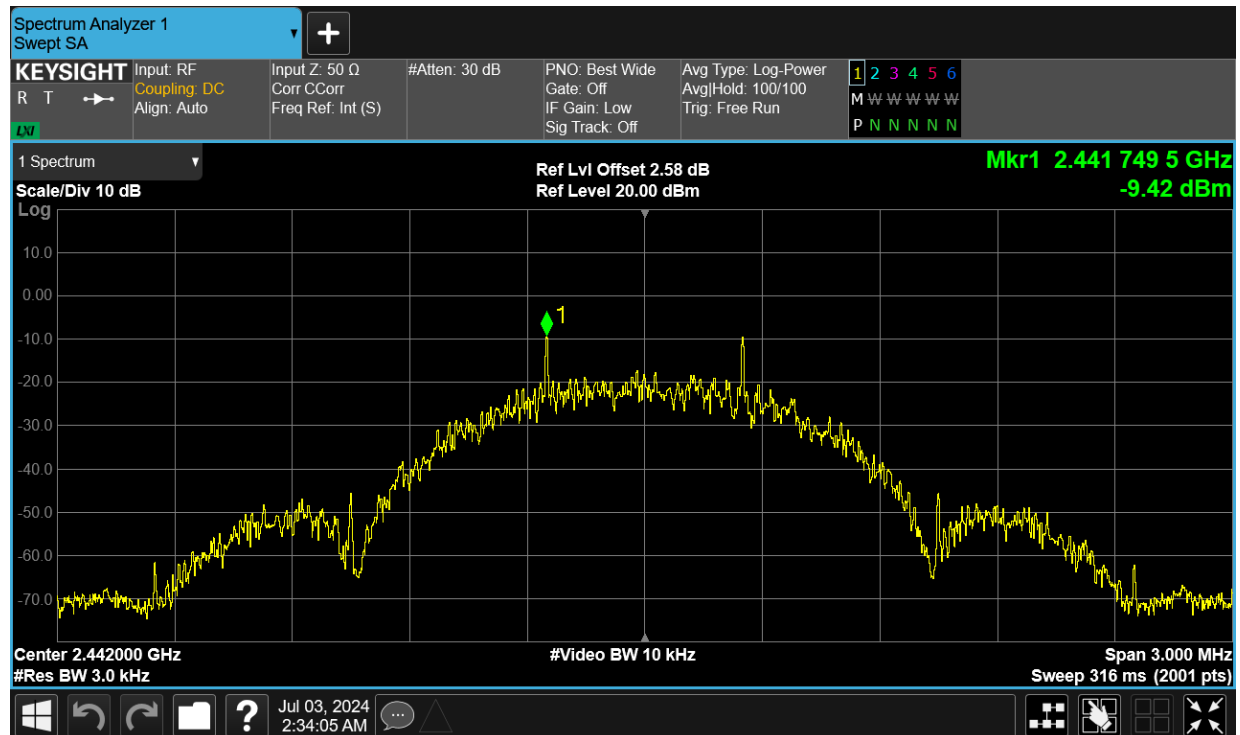 Spectrum Analyzer 1
Swept SA
KEYSIGHT
R T
LXI
Input: RF
Coupling: DC
Align: Auto
Input Z: 50 Ω
Corr CCorr
Freq Ref: Int (S)
#Atten: 30 dB
PNO: Best Wide
Gate: Off
IF Gain: Low
Sig Track: Off
Avg Type: Log-Power
Avg|Hold: 100/100
Trig: Free Run
1 2 3 4 5 6
M W W W W W
P N N N N N
1 Spectrum
Scale/Div 10 dB
Log
Ref Lvl Offset 2.58 dB
Ref Level 20.00 dBm
Mkr1 2.441 749 5 GHz
-9.42 dBm
10.0
0.00
1
-10.0
-20.0
-30.0
-40.0
-50.0
-60.0
-70.0
Center 2.442000 GHz
#Res BW 3.0 kHz
#Video BW 10 kHz
Span 3.000 MHz
Sweep 316 ms (2001 pts)
?
Jul 03, 2024
2:34:05 AM